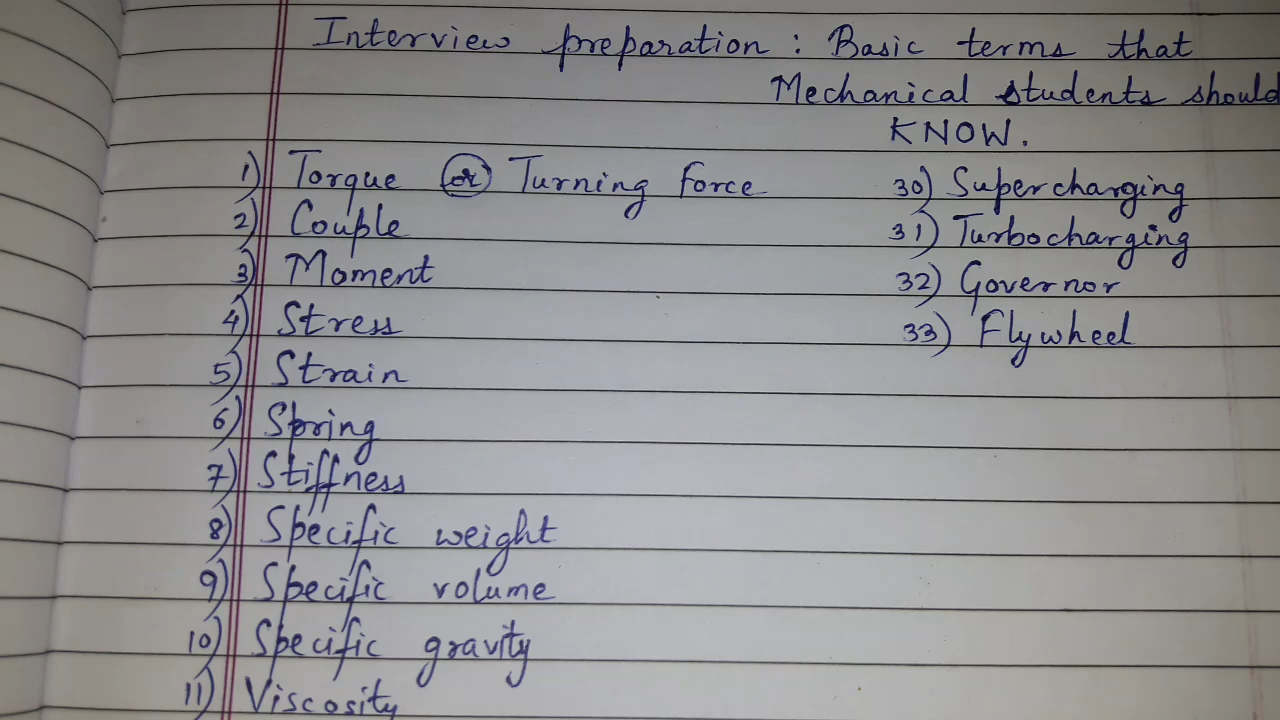 Interview preparation : Basic terms that
Mechanical students should
KNOW.
1) Torque (or) Turning force
2) Couple
3) Moment
4) Stress
5) Strain
6) Spring
7) Stiffness
8) Specific weight
9) Specific volume
10) Specific gravity
11) Viscosity
30) Supercharging
31) Turbocharging
32) Governor
33) Flywheel